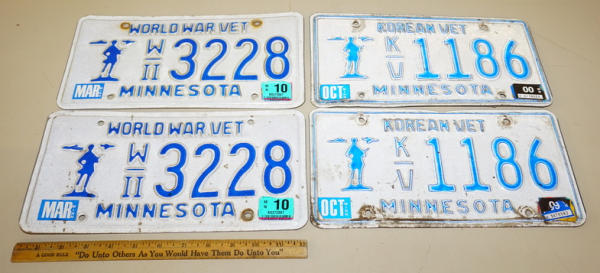 WORLD WAR VET
W
II
3228
MAR
10
MINNESOTA
KOREAN VET
K
V
1186
OCT
00
MINNESOTA
WORLD WAR VET
W
II
3228
MAR
10
MINNESOTA
KOREAN VET
K
V
1186
OCT
MINNESOTA
A GOOD RULE "Do Unto Others As You Would Have Them Do Unto You"